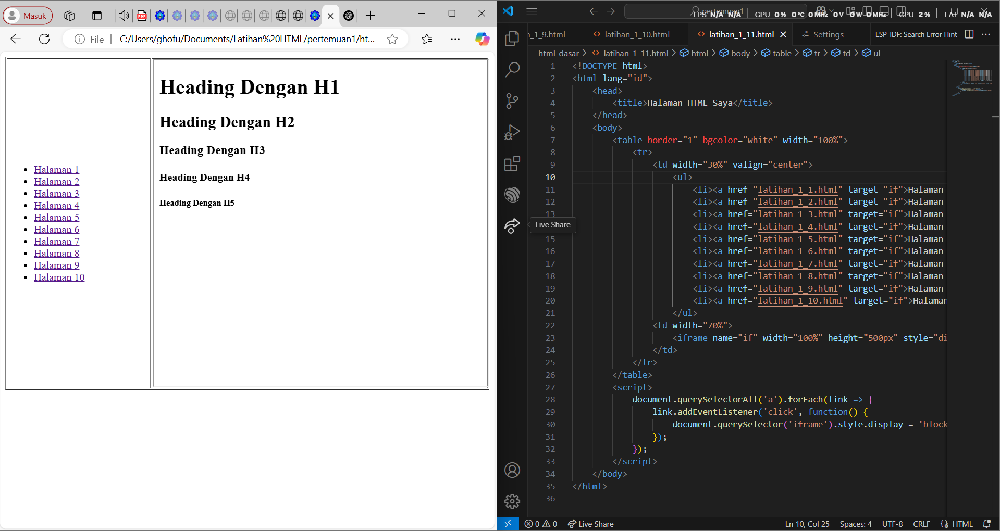 Masuk
PDF
File
C:/Users/ghofu/Documents/Latihan%20HTML/pertemuan1/ht...
Heading Dengan H1
Heading Dengan H2
Heading Dengan H3
Heading Dengan H4
Heading Dengan H5
Halaman 1
Halaman 2
Halaman 3
Halaman 4
Halaman 5
Halaman 6
Halaman 7
Halaman 8
Halaman 9
Halaman 10
pertemuan1
FPS N/A N/A GPU 0 % 0 °C 0 MHz 0 V 0 W 0 MHz CPU 2 % LAT N/A N/A
1_9.html
latihan_1_10.html
latihan_1_11.html
Settings
ESP-IDF: Search Error Hint
html_dasar > latihan_1_11.html > html > body > table > tr > td > ul
1 <!DOCTYPE html>
2 <html lang="id">
3 <head>
4 <title>Halaman HTML Saya</title>
5 </head>
6 <body>
7 <table border="1" bgcolor="white" width="100%">
8 <tr>
9 <td width="30%" valign="center">
10 <ul>
11 <li><a href="latihan_1_1.html" target="if">Halaman
12 <li><a href="latihan_1_2.html" target="if">Halaman
13 <li><a href="latihan_1_3.html" target="if">Halaman
<li><a href="latihan_1_4.html" target="if">Halaman
15 <li><a href="latihan_1_5.html" target="if">Halaman
16 <li><a href="latihan_1_6.html" target="if">Halaman
17 <li><a href="latihan_1_7.html" target="if">Halaman
18 <li><a href="latihan_1_8.html" target="if">Halaman
19 <li><a href="latihan_1_9.html" target="if">Halaman
20 <li><a href="latihan_1_10.html" target="if">Halaman
21 </ul>
22 <td width="70%">
23 <iframe name="if" width="100%" height="500px" style="di
24 </td>
25 </tr>
26 </table>
27 <script>
28 document.querySelectorAll('a').forEach(link => {
29 link.addEventListener('click', function() {
30 document.querySelector('iframe').style.display = 'block
31 });
32 });
33 </script>
34 </body>
35 </html>
36
Live Share
0 0 Live Share
Ln 10, Col 25 Spaces: 4 UTF-8 CRLF {} HTML